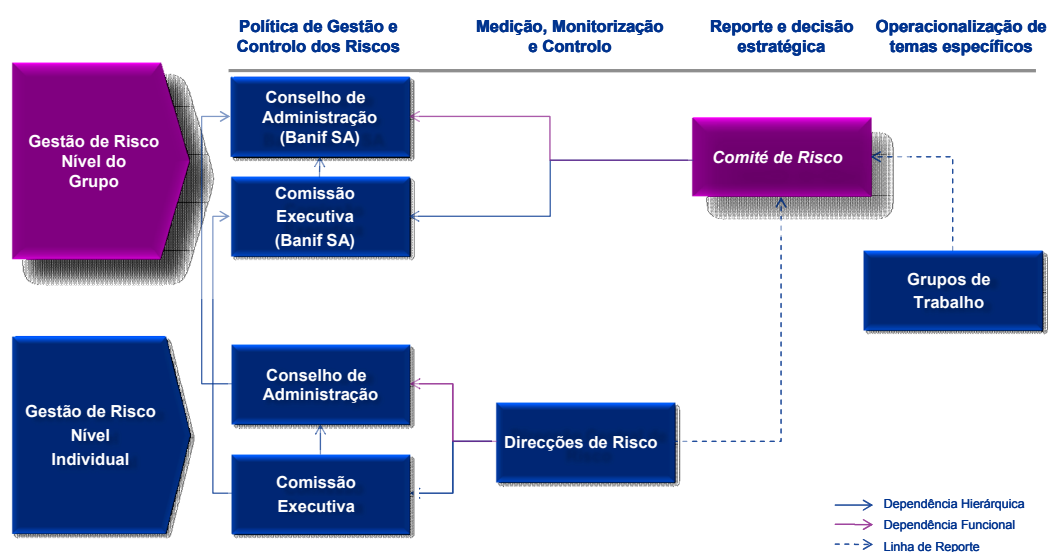 Política de Gestão e
Controlo dos Riscos
Medição, Monitorização
e Controlo
Reporte e decisão
estratégica
Operacionalização de
temas específicos
Gestão de Risco
Nível do
Grupo
Conselho de
Administração
(Banif SA)
Comissão
Executiva
(Banif SA)
Comité de Risco
Grupos de
Trabalho
Gestão de Risco
Nível
Individual
Conselho de
Administração
Comissão
Executiva
Direcções de Risco
Dependência Hierárquica
Dependência Funcional
Linha de Reporte